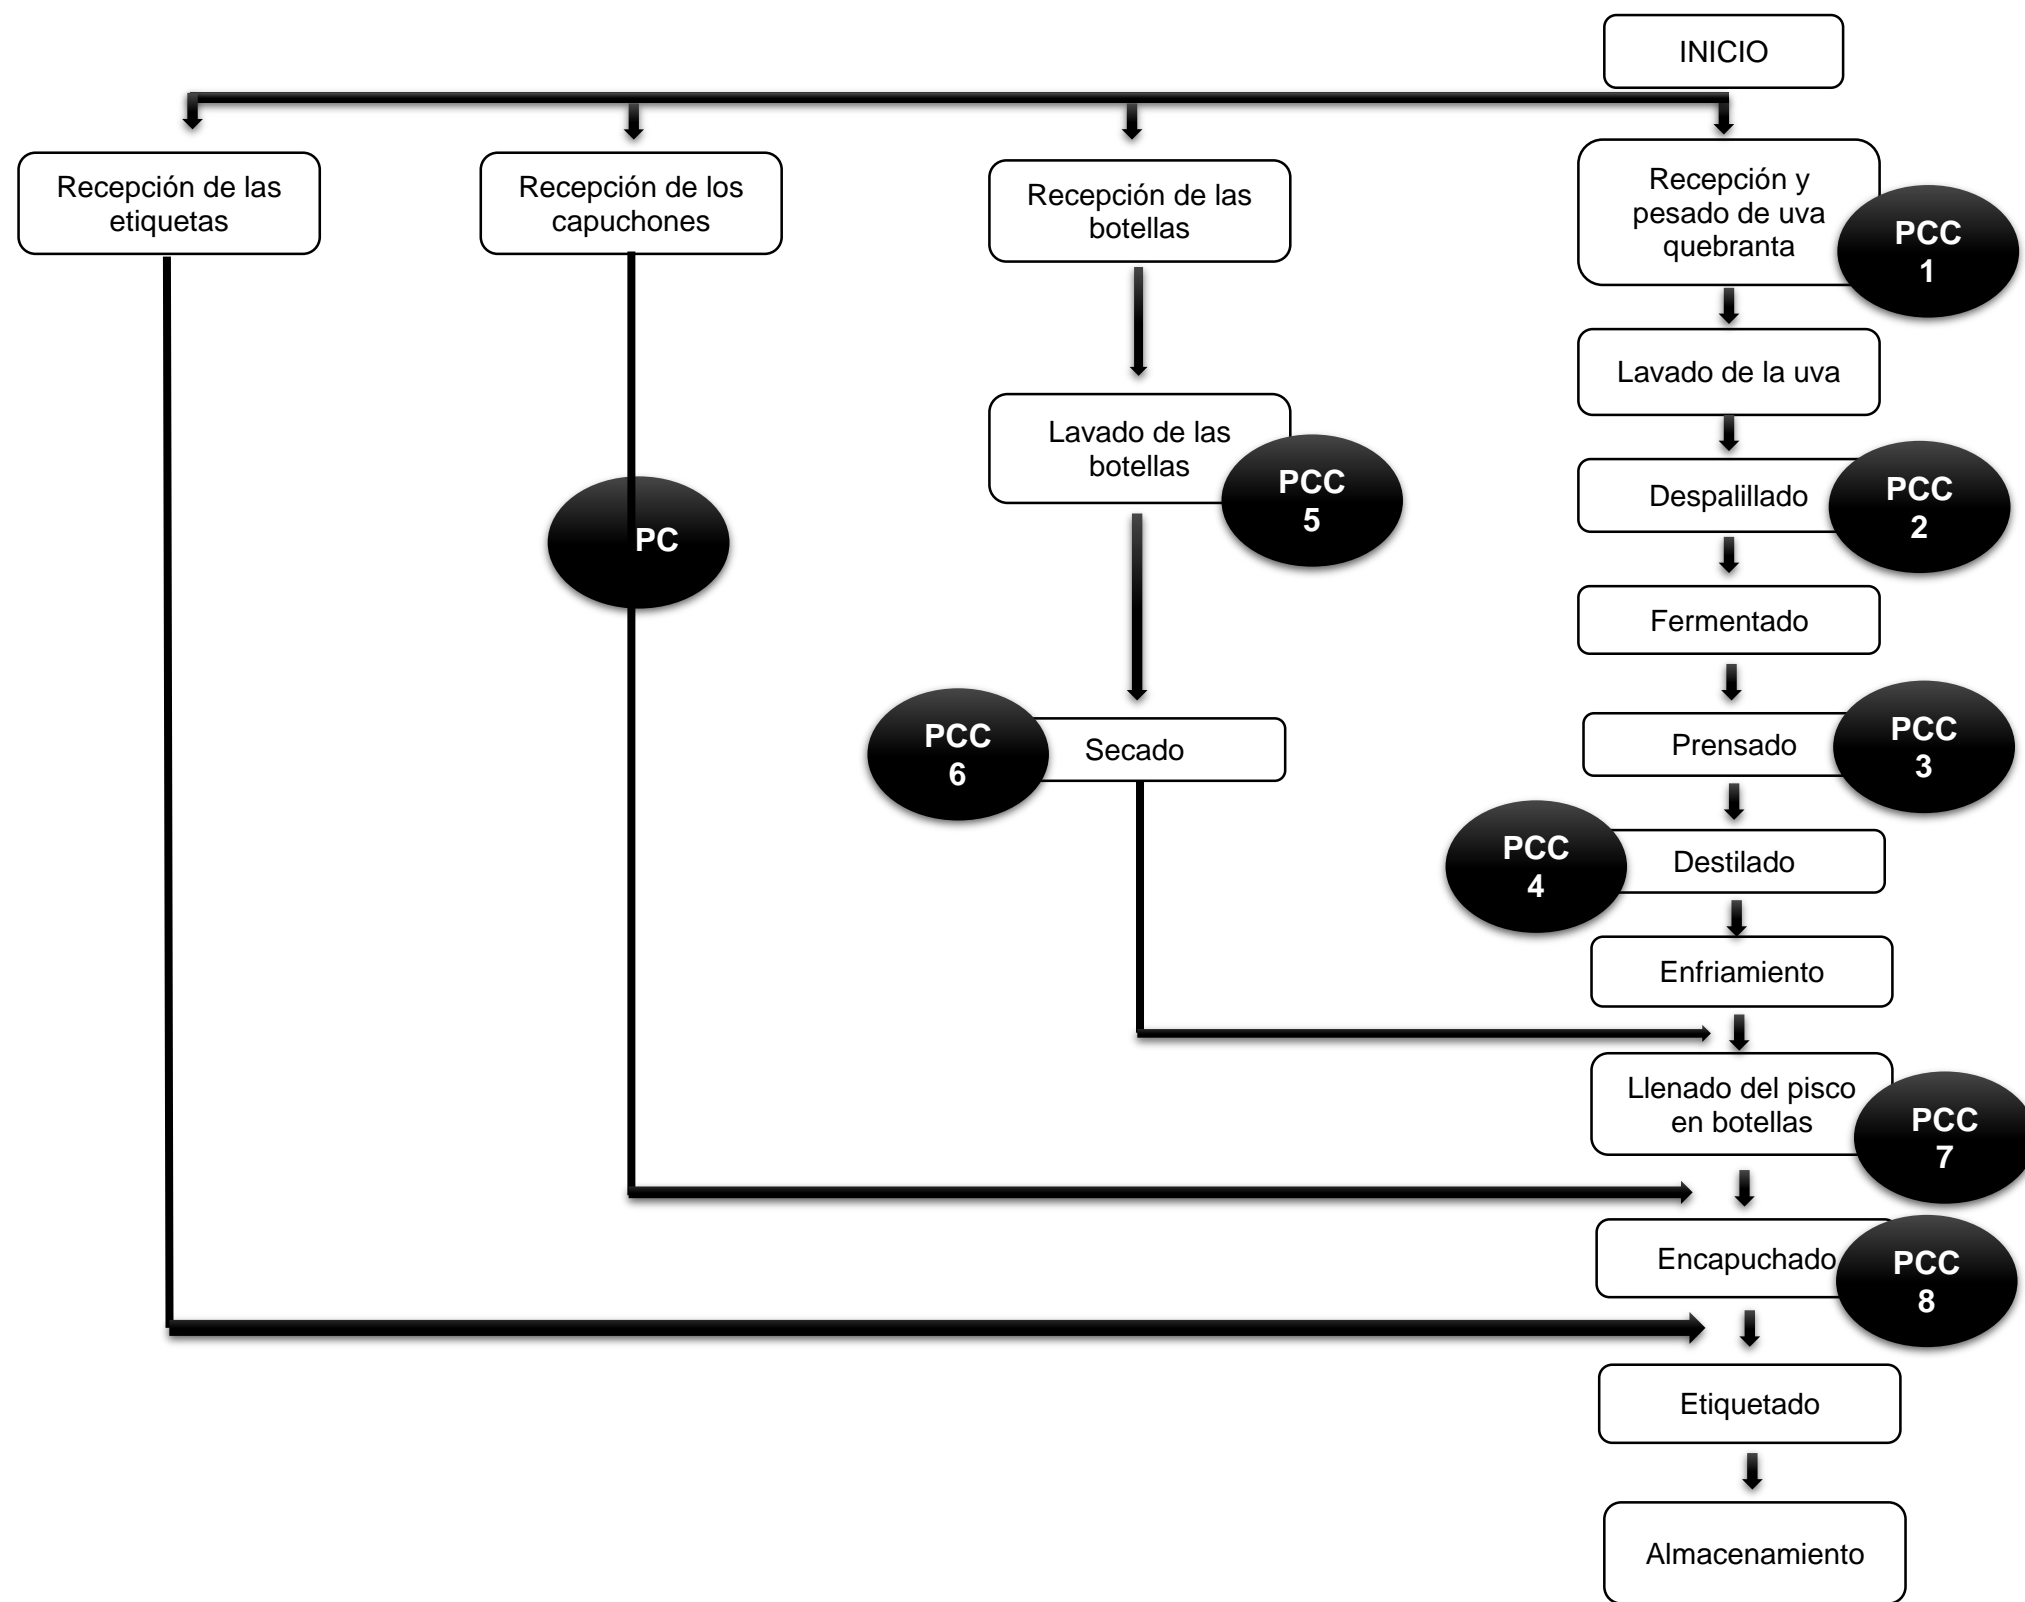 INICIO
Recepción de las
etiquetas
Recepción de los
capuchones
Recepción de las
botellas
Recepción y
pesado de uva
quebranta
PCC
1
Lavado de la uva
Lavado de las
botellas
PCC
5
Despalillado
PCC
2
PC
Fermentado
PCC
6
Secado
Prensado
PCC
3
PCC
4
Destilado
Enfriamiento
Llenado del pisco
en botellas
PCC
7
Encapuchado
PCC
8
Etiquetado
Almacenamiento